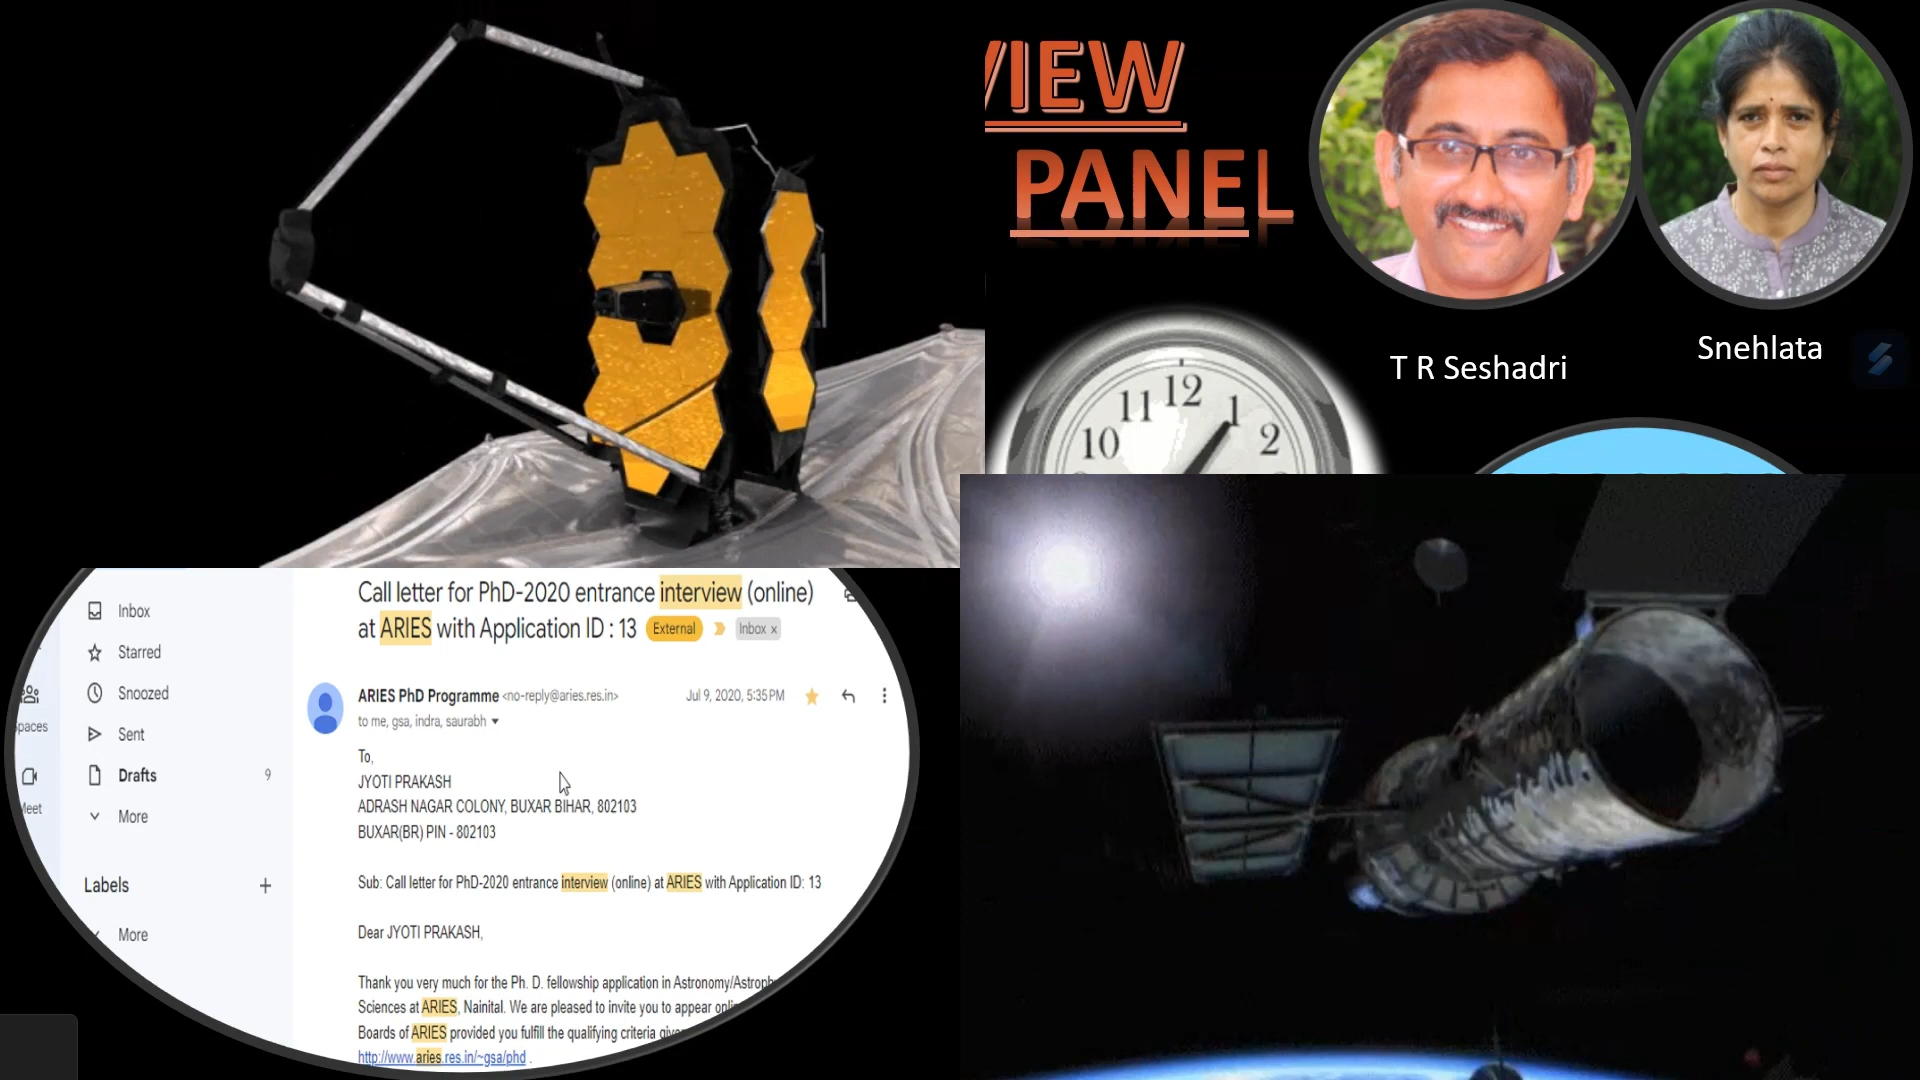 VIEW
PANEL
T R Seshadri
Snehlata
12
11
1
10
2
Call letter for PhD-2020 entrance interview (online)
at ARIES with Application ID : 13 External Inbox x
Inbox
Starred
Snoozed
Sent
Drafts 9
More
Labels +
More
ARIES PhD Programme <no-reply@aries.res.in> Jul 9, 2020, 5:35 PM
to me, gsa, indra, saurabh
To,
JYOTI PRAKASH
ADRASH NAGAR COLONY, BUXAR BIHAR, 802103
BUXAR(BR) PIN - 802103
Sub: Call letter for PhD-2020 entrance interview (online) at ARIES with Application ID: 13
Dear JYOTI PRAKASH,
Thank you very much for the Ph. D. fellowship application in Astronomy/Astroph
Sciences at ARIES, Nainital. We are pleased to invite you to appear onli
Boards of ARIES provided you fulfill the qualifying criteria given
http://www.aries.res.in/~gsa/phd .